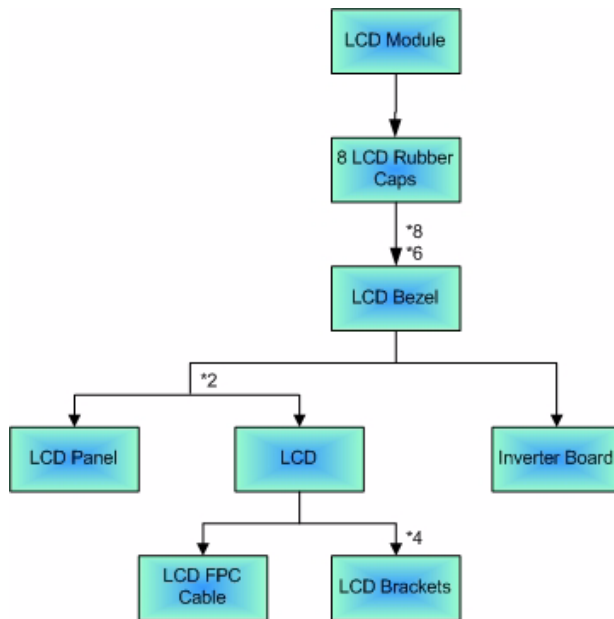 LCD Module
8 LCD Rubber
Caps
*8
*6
LCD Bezel
*2
LCD Panel
LCD
Inverter Board
*4
LCD FPC
Cable
LCD Brackets